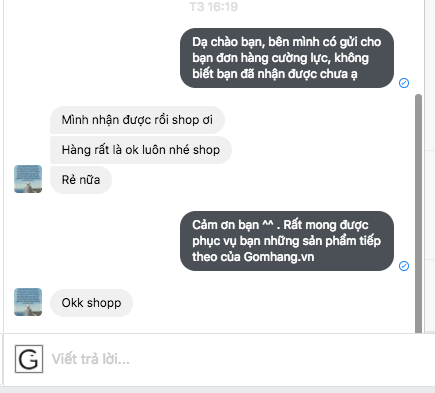 T3 16:19
Dạ chào bạn, bên mình có gửi cho
bạn đơn hàng cường lực, không
biết bạn đã nhận được chưa ạ
Mình nhận được rồi shop ơi
Hàng rất là ok luôn nhé shop
Rẻ nữa
Cảm ơn bạn ^^ . Rất mong được
phục vụ bạn những sản phẩm tiếp
theo của Gomhang.vn
Okk shopp
G
Viết trả lời...